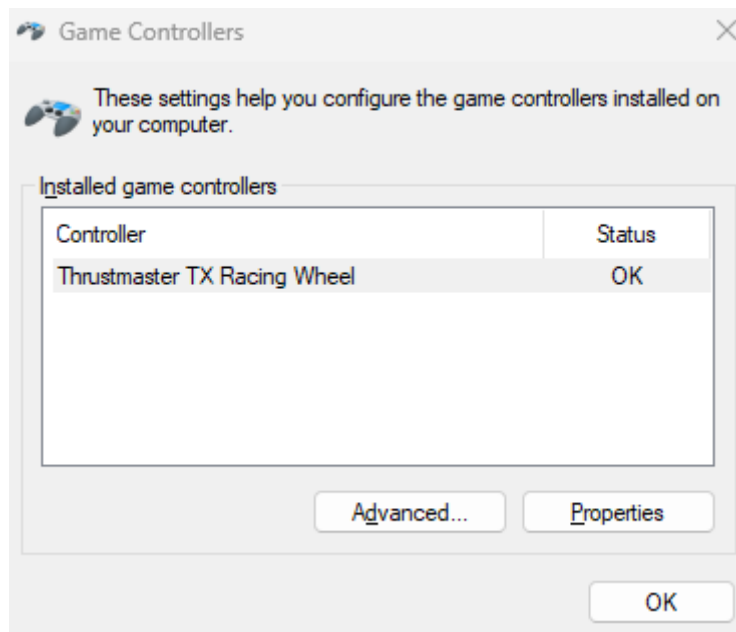 Game Controllers
These settings help you configure the game controllers installed on
your computer.
Installed game controllers
Controller Status
Thrustmaster TX Racing Wheel OK
Advanced... Properties
OK